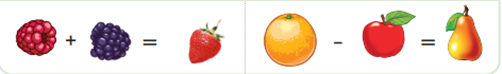 + =
- =